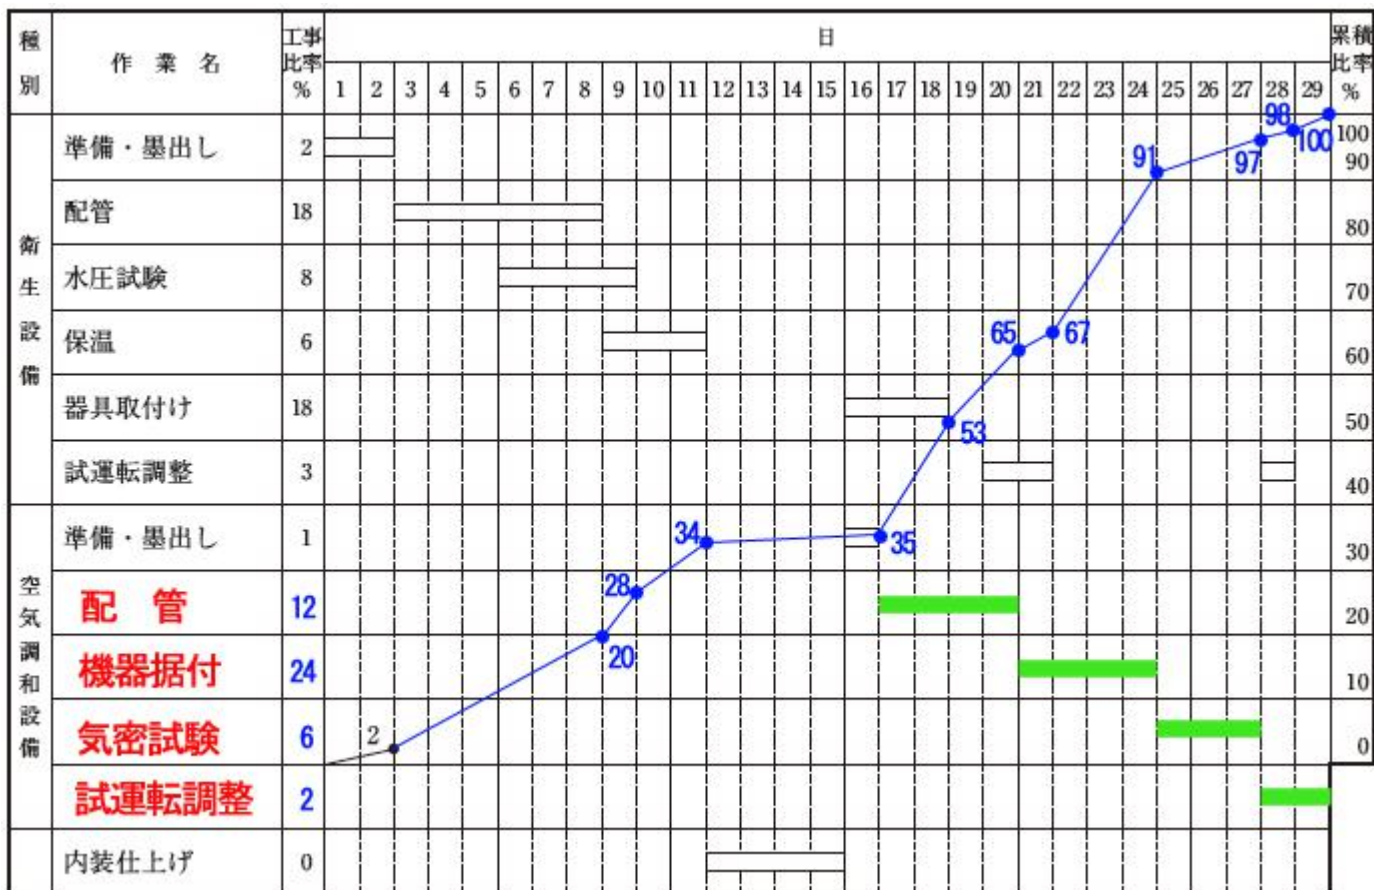 種別 作業名 工事比率% 日 累積比率%
1 2 3 4 5 6 7 8 9 10 11 12 13 14 15 16 17 18 19 20 21 22 23 24 25 26 27 28 29
衛生設備
準備・墨出し 2
配管 18
水圧試験 8
保温 6
器具取付け 18
試運転調整 3
空気調和設備
準備・墨出し 1
配管 12
機器据付 24
気密試験 6
試運転調整 2
内装仕上げ 0
2
20
28
34
35
53
65
67
91
97
98
100
100
90
80
70
60
50
40
30
20
10
0